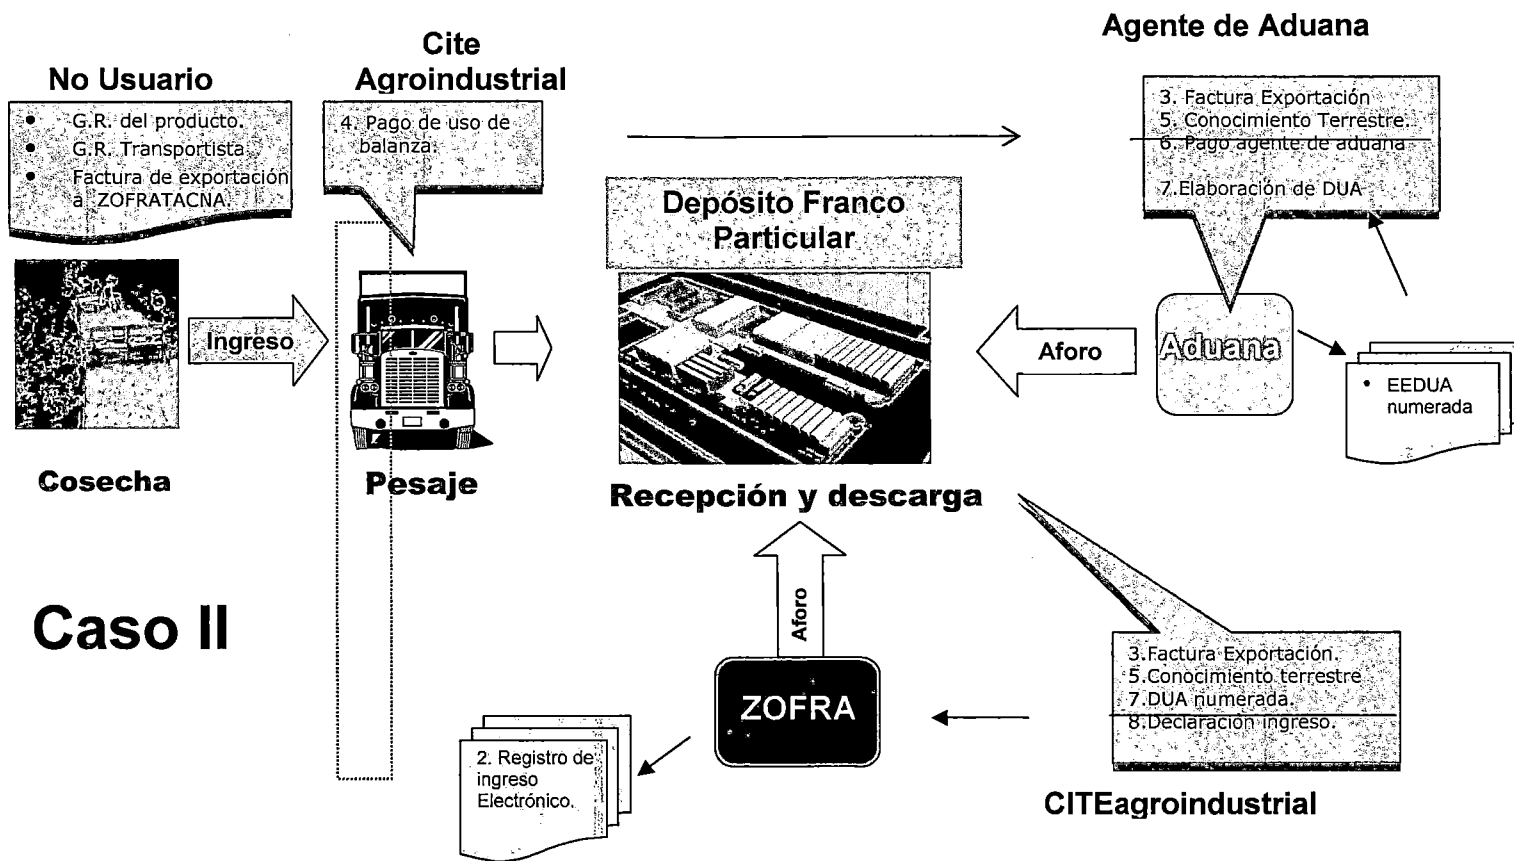 Agente de Aduana
Cite
Agroindustrial
No Usuario
• G.R. del producto.
• G.R. Transportista
• Factura de exportación
a ZOFRATACNA.
4. Pago de uso de
balanza.
3. Factura Exportación
5. Conocimiento Terrestre.
6. Pago agente de aduana
7. Elaboración de DUA
Depósito Franco
Particular
Ingreso
Aforo
Aduana
• EEDUA
numerada
Cosecha
Pesaje
Recepción y descarga
Aforo
Caso II
ZOFRA
3.Factura Exportación.
5.Conocimiento terrestre
7.DUA numerada.
8.Declaración ingreso.
2. Registro de
ingreso
Electrónico.
CITEagroindustrial